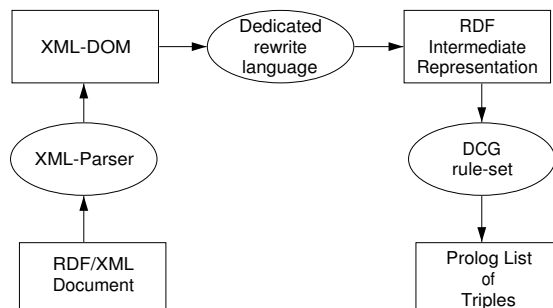 XML-DOM
Dedicated
rewrite
language
RDF
Intermediate
Representation
XML-Parser
DCG
rule-set
RDF/XML
Document
Prolog List
of
Triples